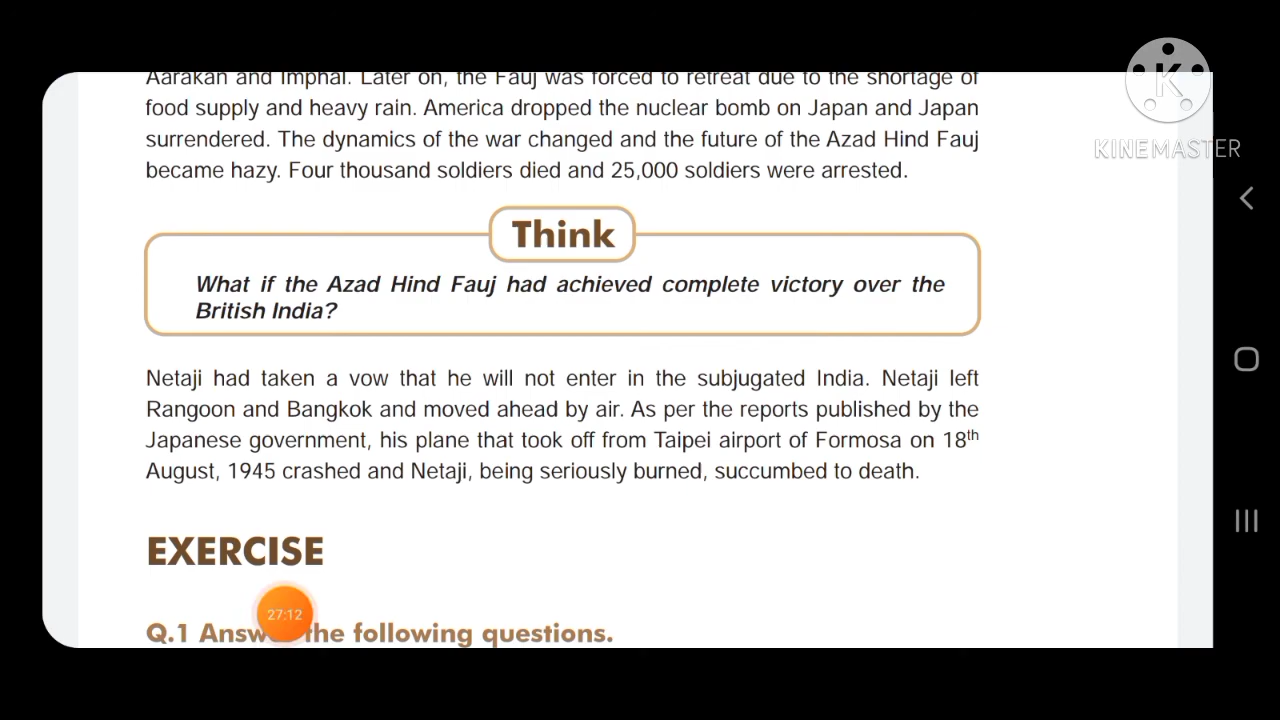 Aarakan and Imphal. Later on, the Fauj was forced to retreat due to the shortage of
food supply and heavy rain. America dropped the nuclear bomb on Japan and Japan
surrendered. The dynamics of the war changed and the future of the Azad Hind Fauj
became hazy. Four thousand soldiers died and 25,000 soldiers were arrested.
Think
What if the Azad Hind Fauj had achieved complete victory over the
British India?
Netaji had taken a vow that he will not enter in the subjugated India. Netaji left
Rangoon and Bangkok and moved ahead by air. As per the reports published by the
Japanese government, his plane that took off from Taipei airport of Formosa on 18th
August, 1945 crashed and Netaji, being seriously burned, succumbed to death.
EXERCISE
27:12
Q.1 Answ the following questions.
K
KINEMASTER